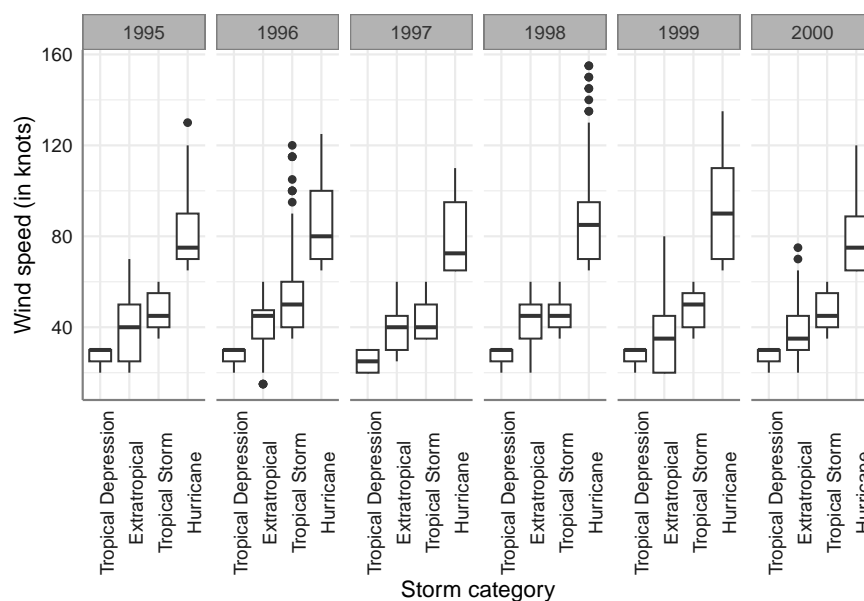 1995 1996 1997 1998 1999 2000
160
120
80
40
Wind speed (in knots)
Tropical Depression
Extratropical
Tropical Storm
Hurricane
Tropical Depression
Extratropical
Tropical Storm
Hurricane
Tropical Depression
Extratropical
Tropical Storm
Hurricane
Tropical Depression
Extratropical
Tropical Storm
Hurricane
Tropical Depression
Extratropical
Tropical Storm
Hurricane
Tropical Depression
Extratropical
Tropical Storm
Hurricane
Storm category